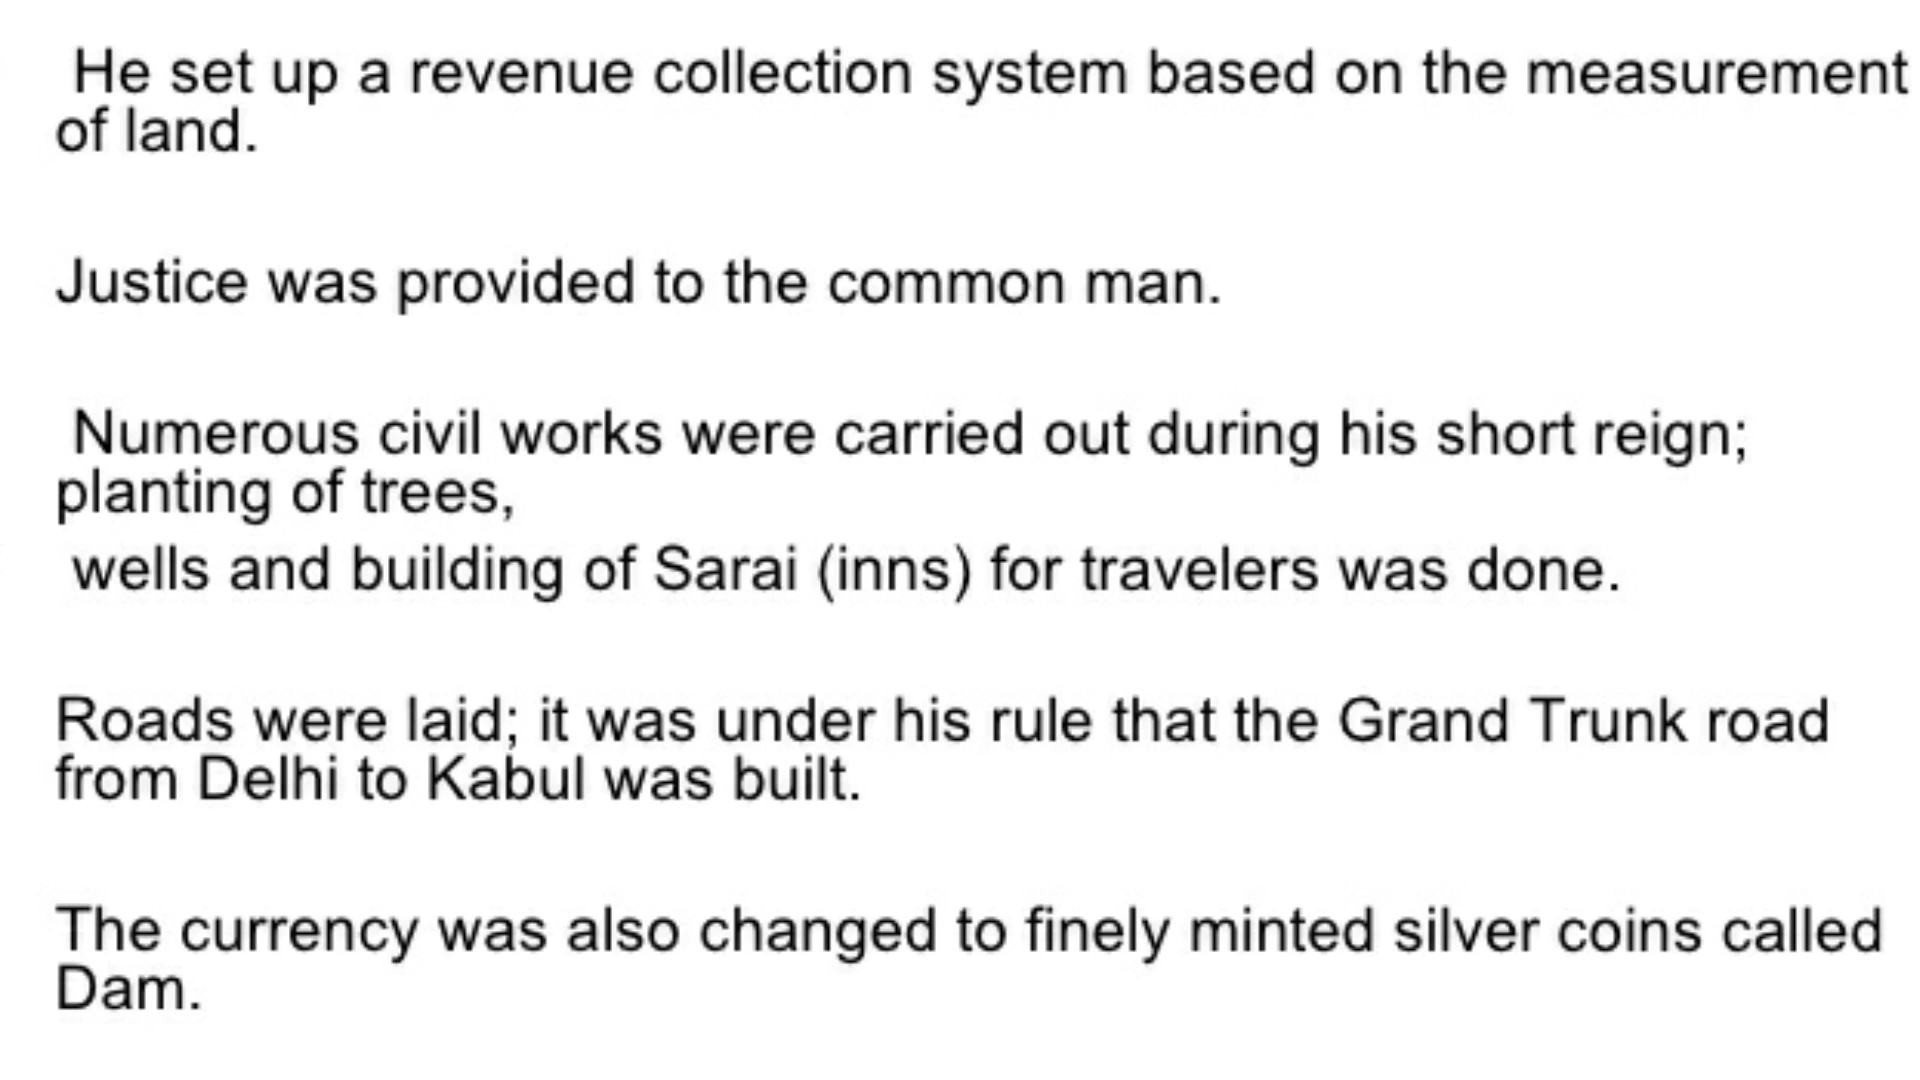 He set up a revenue collection system based on the measurement
of land.
Justice was provided to the common man.
Numerous civil works were carried out during his short reign;
planting of trees,
wells and building of Sarai (inns) for travelers was done.
Roads were laid; it was under his rule that the Grand Trunk road
from Delhi to Kabul was built.
The currency was also changed to finely minted silver coins called
Dam.